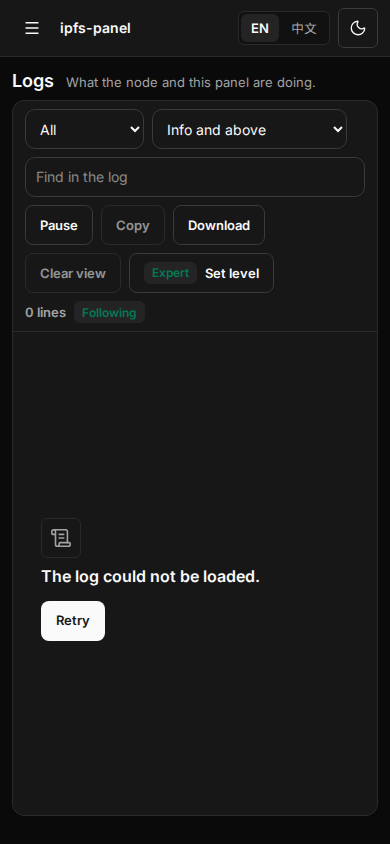 ipfs-panel EN 中文
Logs What the node and this panel are doing.
All Info and above
Find in the log
Pause Copy Download
Clear view Expert Set level
0 lines Following
The log could not be loaded.
Retry